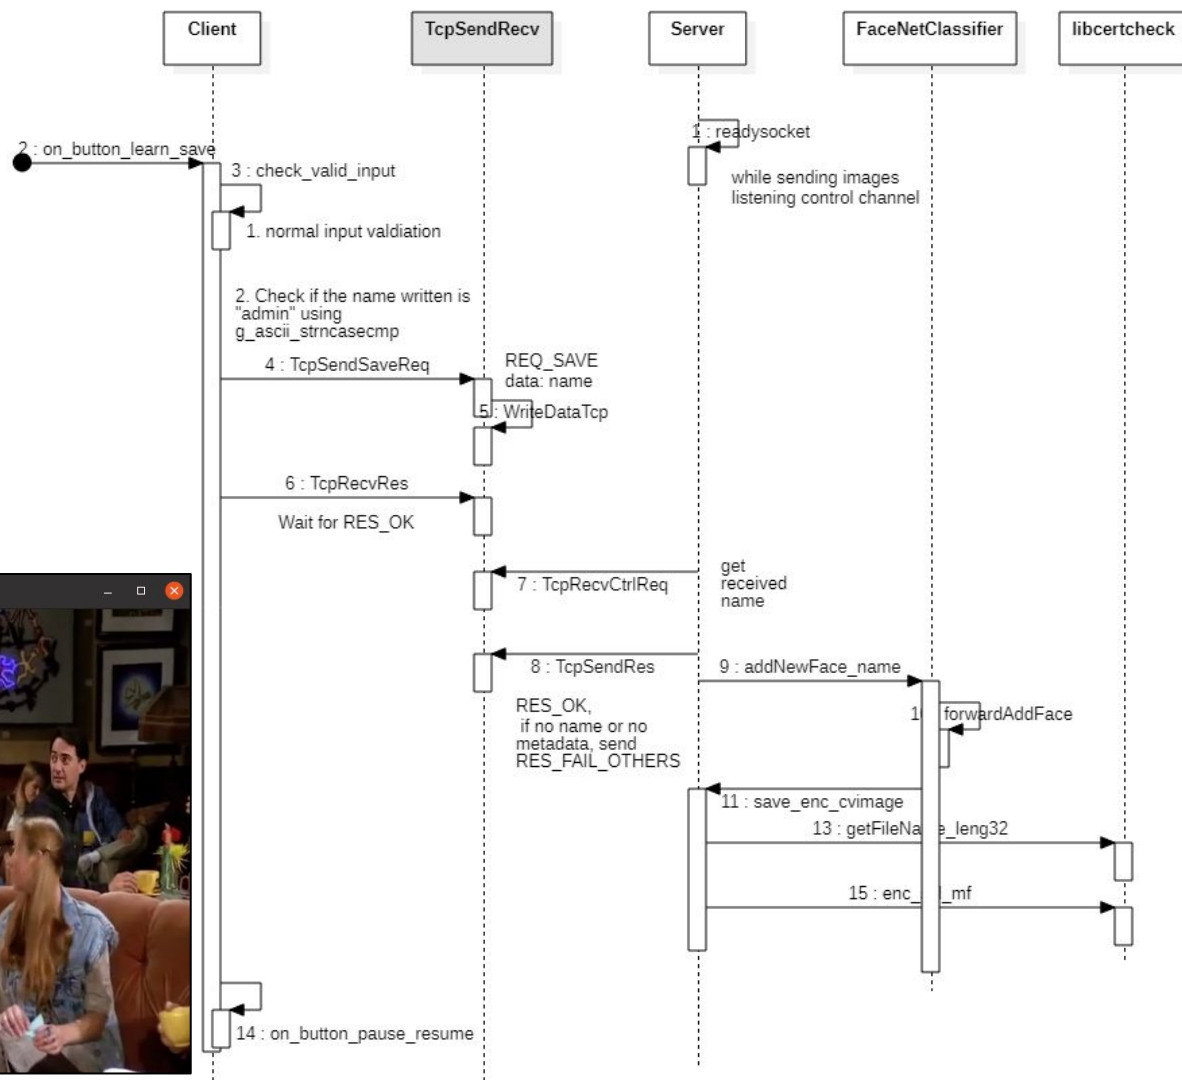 Client
TcpSendRecv
Server
FaceNetClassifier
libcertcheck
1 : readysocket
2 : on_button_learn_save
3 : check_valid_input
while sending images
listening control channel
1. normal input valdiation
2. Check if the name written is
"admin" using
g_ascii_strncasecmp
4 : TcpSendSaveReq
REQ_SAVE
data: name
5 : WriteDataTcp
6 : TcpRecvRes
Wait for RES_OK
get
received
name
7 : TcpRecvCtrlReq
8 : TcpSendRes
9 : addNewFace_name
RES_OK,
if no name or no
metadata, send
RES_FAIL_OTHERS
forwardAddFace
11 : save_enc_cvimage
13 : getFileName_leng32
15 : enc_ mf
14 : on_button_pause_resume